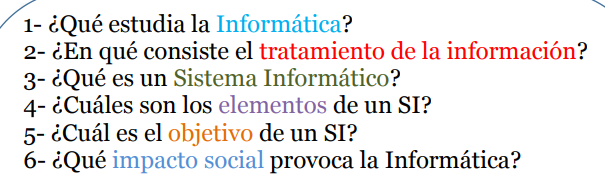 1- ¿Qué estudia la Informática?
2- ¿En qué consiste el tratamiento de la información?
3- ¿Qué es un Sistema Informático?
4- ¿Cuáles son los elementos de un SI?
5- ¿Cuál es el objetivo de un SI?
6- ¿Qué impacto social provoca la Informática?